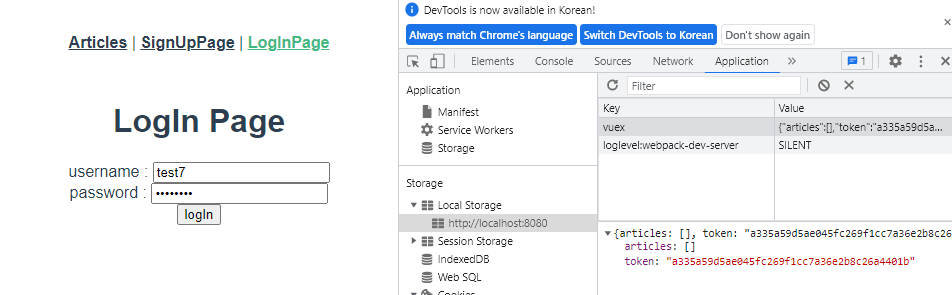 Articles | SignUpPage | LogInPage
LogIn Page
username : test7
password : ••••••••
logIn
DevTools is now available in Korean!
Always match Chrome's language
Switch DevTools to Korean
Don't show again
Elements Console Sources Network Application » 1
Application
Manifest
Service Workers
Storage
Storage
Local Storage
http://localhost:8080
Session Storage
IndexedDB
Web SQL
Cookies
Filter
Key Value
vuex {"articles":[],"token":"a335a59d5a...
loglevel:webpack-dev-server SILENT
{articles: [], token: "a335a59d5ae045fc269f1cc7a36e2b8c26
articles: []
token: "a335a59d5ae045fc269f1cc7a36e2b8c26a4401b"